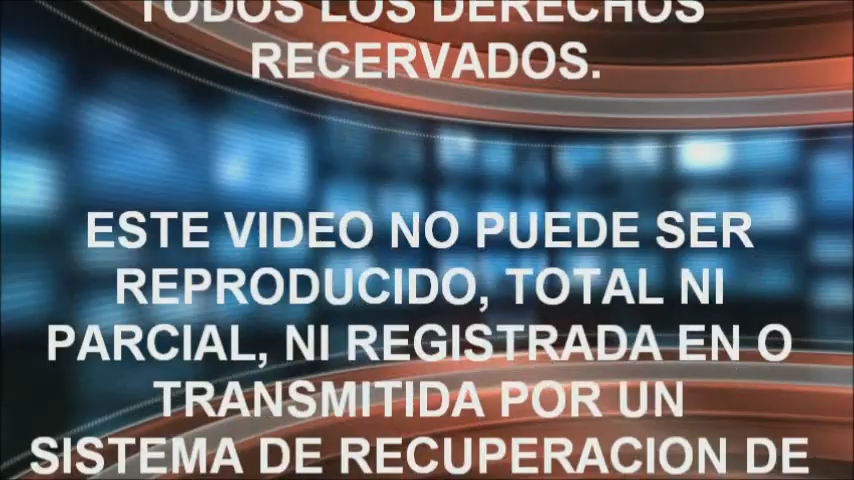 TODOS LOS DERECHOS
RECERVADOS.
ESTE VIDEO NO PUEDE SER
REPRODUCIDO, TOTAL NI
PARCIAL, NI REGISTRADA EN O
TRANSMITIDA POR UN
SISTEMA DE RECUPERACION DE